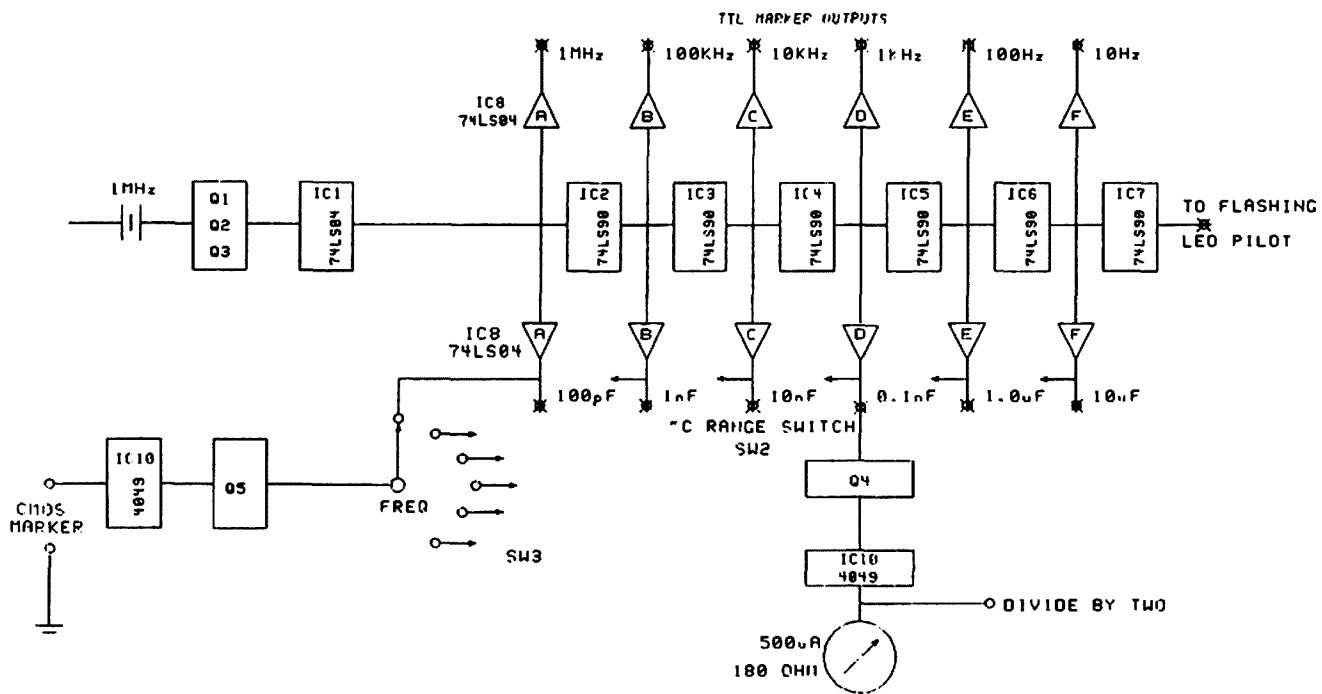 TTL MARKER OUTPUTS
1MHz
100KHz
10KHz
1KHz
100Hz
10Hz
IC8
74LS04
A
B
C
D
E
F
1MHz
Q1
Q2
Q3
IC1
74LS04
IC2
74LS90
IC3
74LS90
IC4
74LS90
IC5
74LS90
IC6
74LS90
IC7
74LS90
TO FLASHING
LED PILOT
IC8
74LS04
A
B
C
D
E
F
100pF
1nF
10nF
0.1nF
1.0uF
10uF
"C RANGE SWITCH
SW2
IC10
4049
Q5
FREQ
SW3
CMOS
MARKER
Q4
IC10
4049
DIVIDE BY TWO
500uA
180 OHM